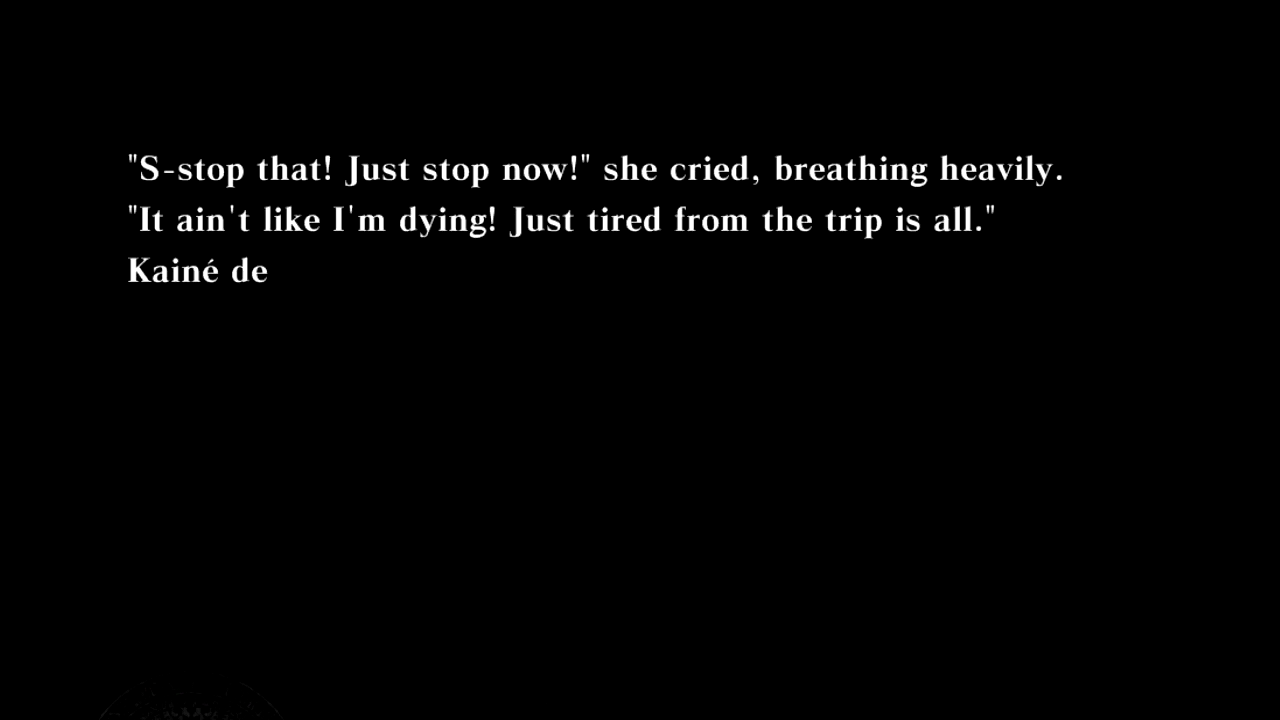 "S-stop that! Just stop now!" she cried, breathing heavily.
"It ain't like I'm dying! Just tired from the trip is all."
Kainé de